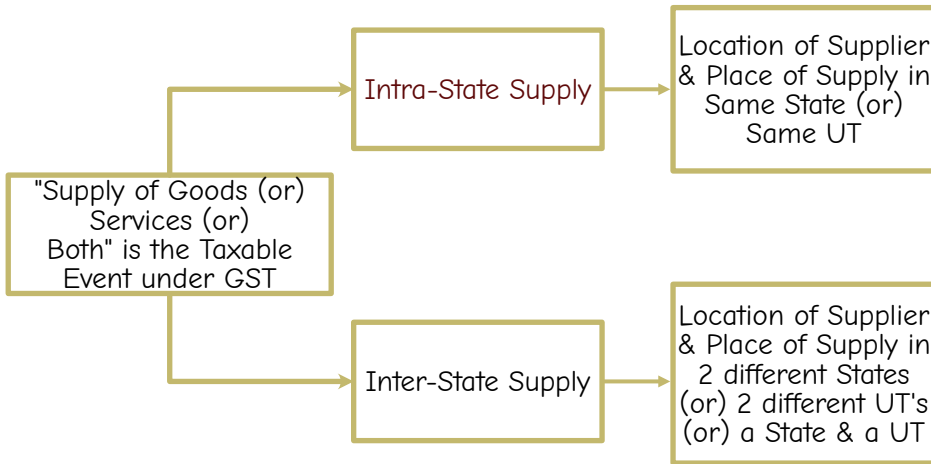 "Supply of Goods (or)
Services (or)
Both" is the Taxable
Event under GST
Intra-State Supply
Location of Supplier
& Place of Supply in
Same State (or)
Same UT
Inter-State Supply
Location of Supplier
& Place of Supply in
2 different States
(or) 2 different UT's
(or) a State & a UT